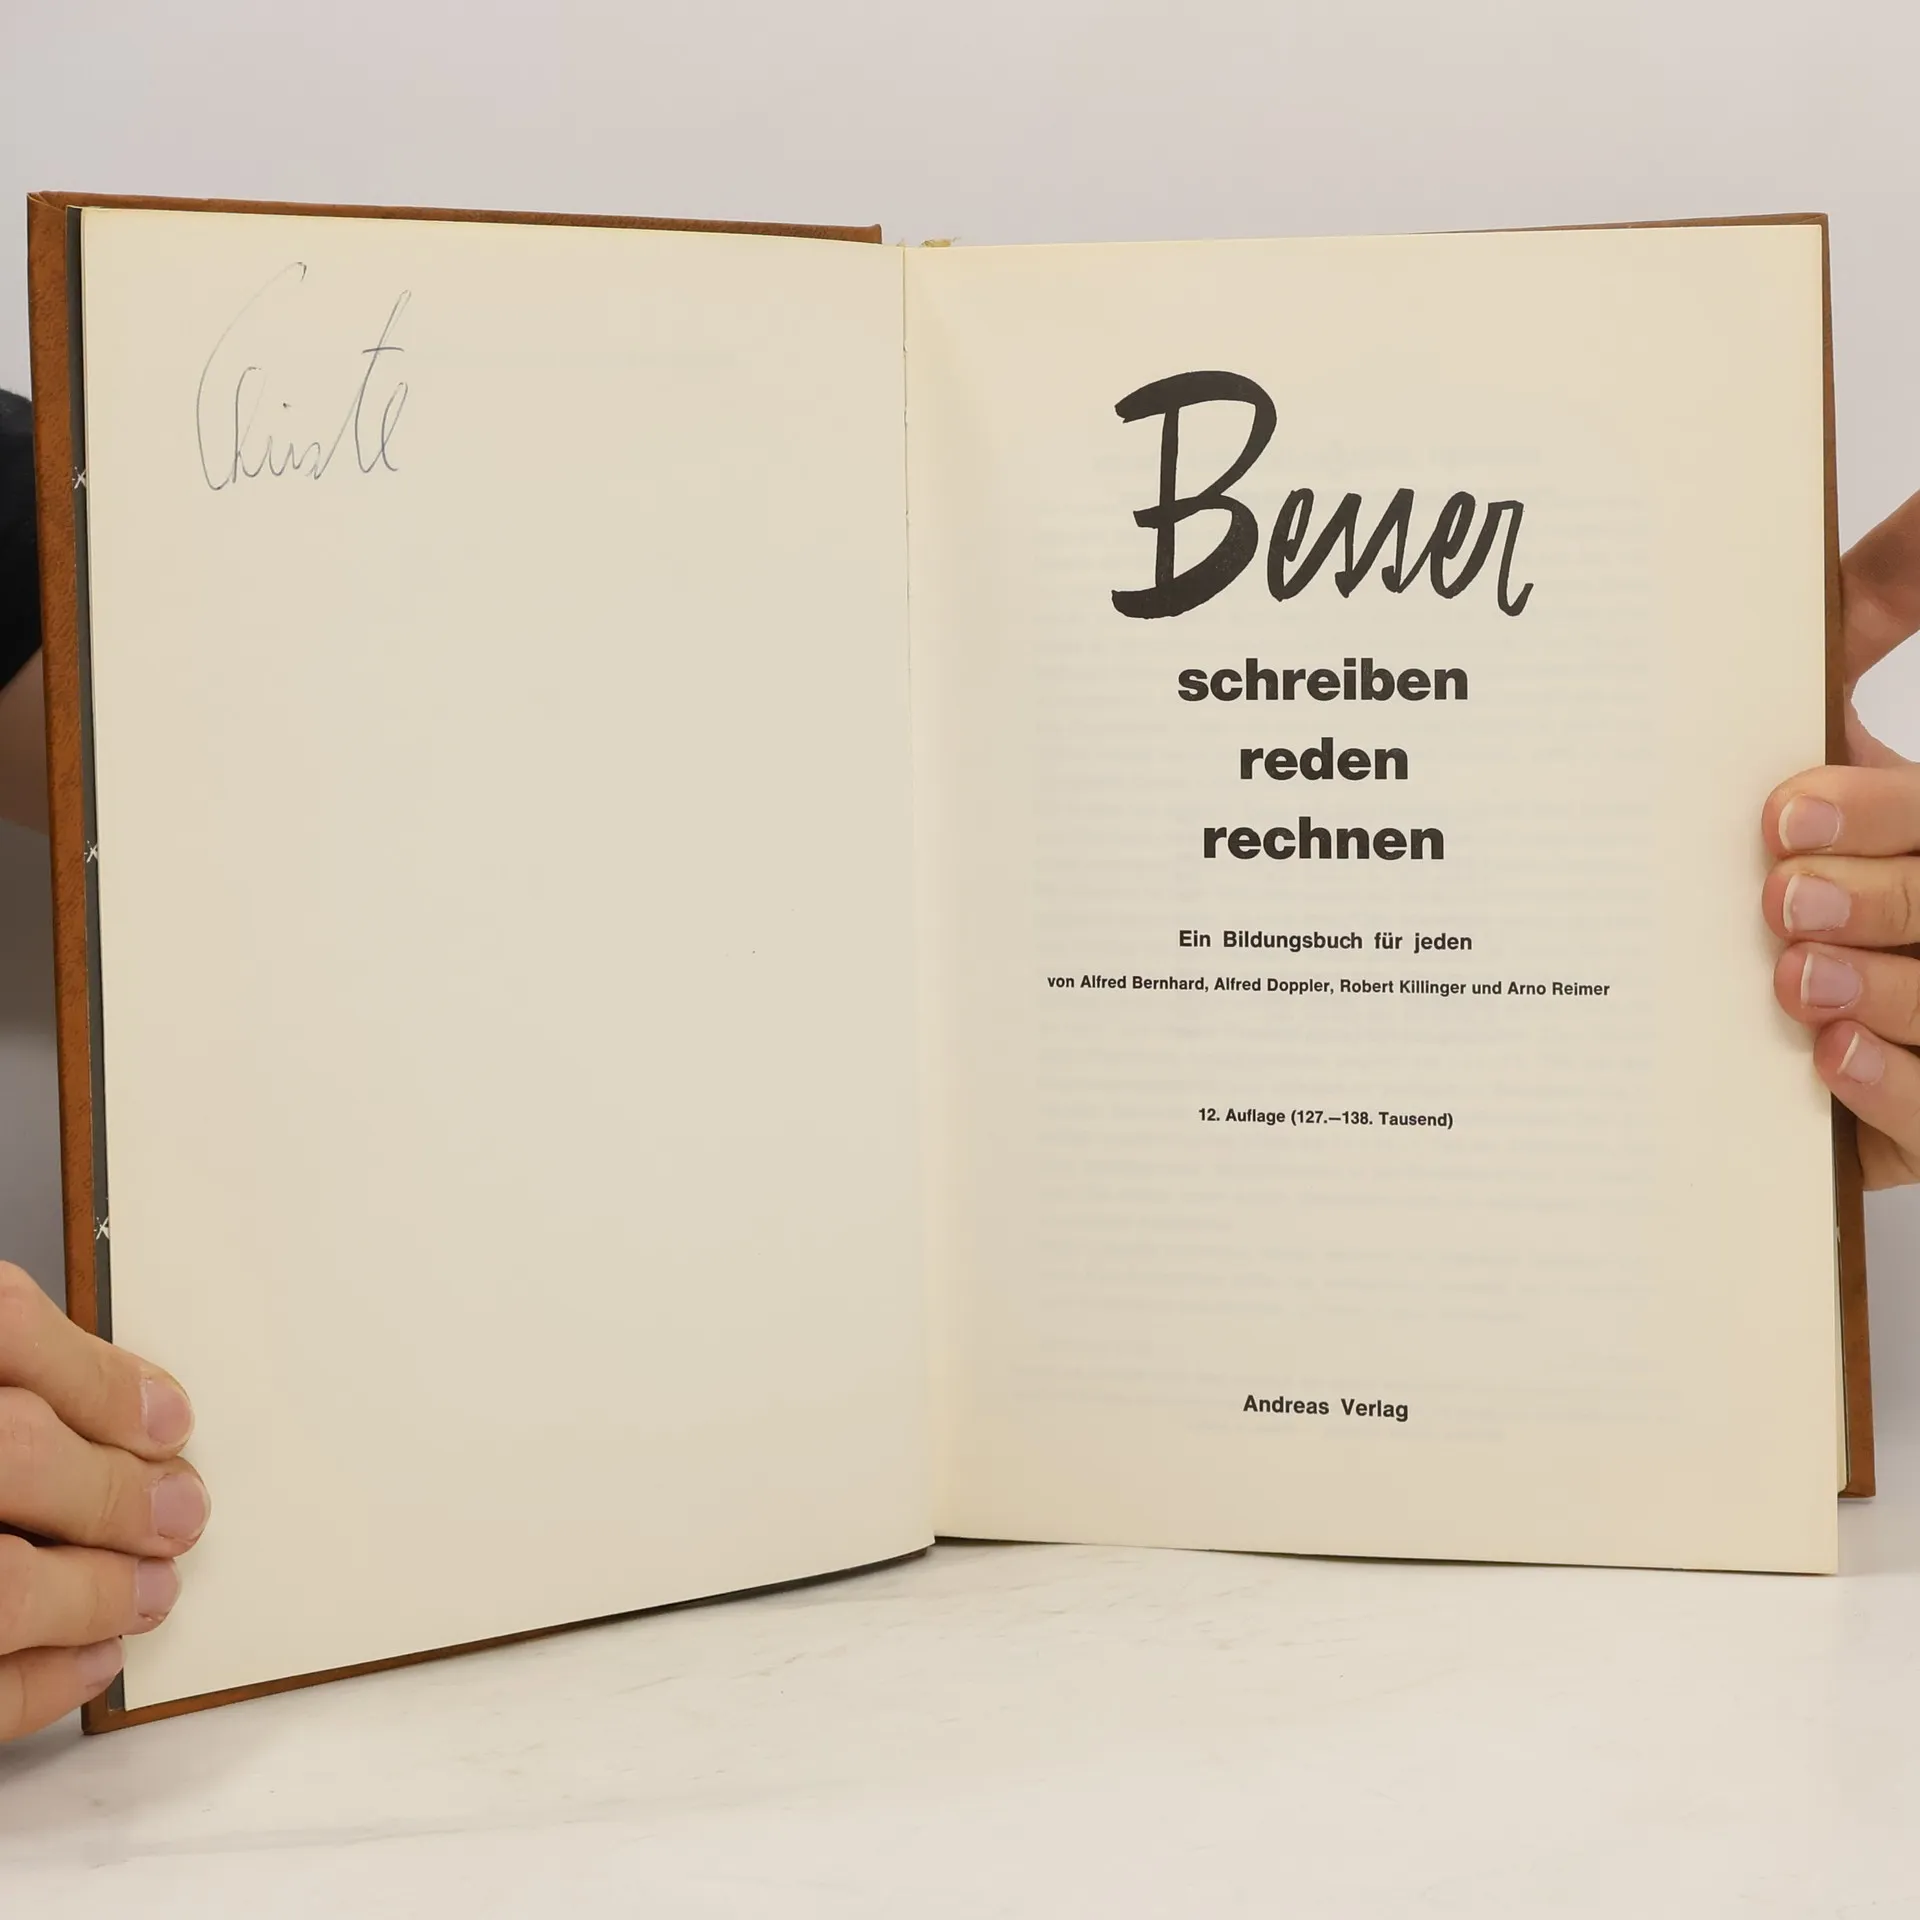 Besser
schreiben
reden
rechnen
Ein Bildungsbuch für jeden
von Alfred Bernhard, Alfred Doppler, Robert Killinger und Arno Reimer
12. Auflage (127.—138. Tausend)
Andreas Verlag